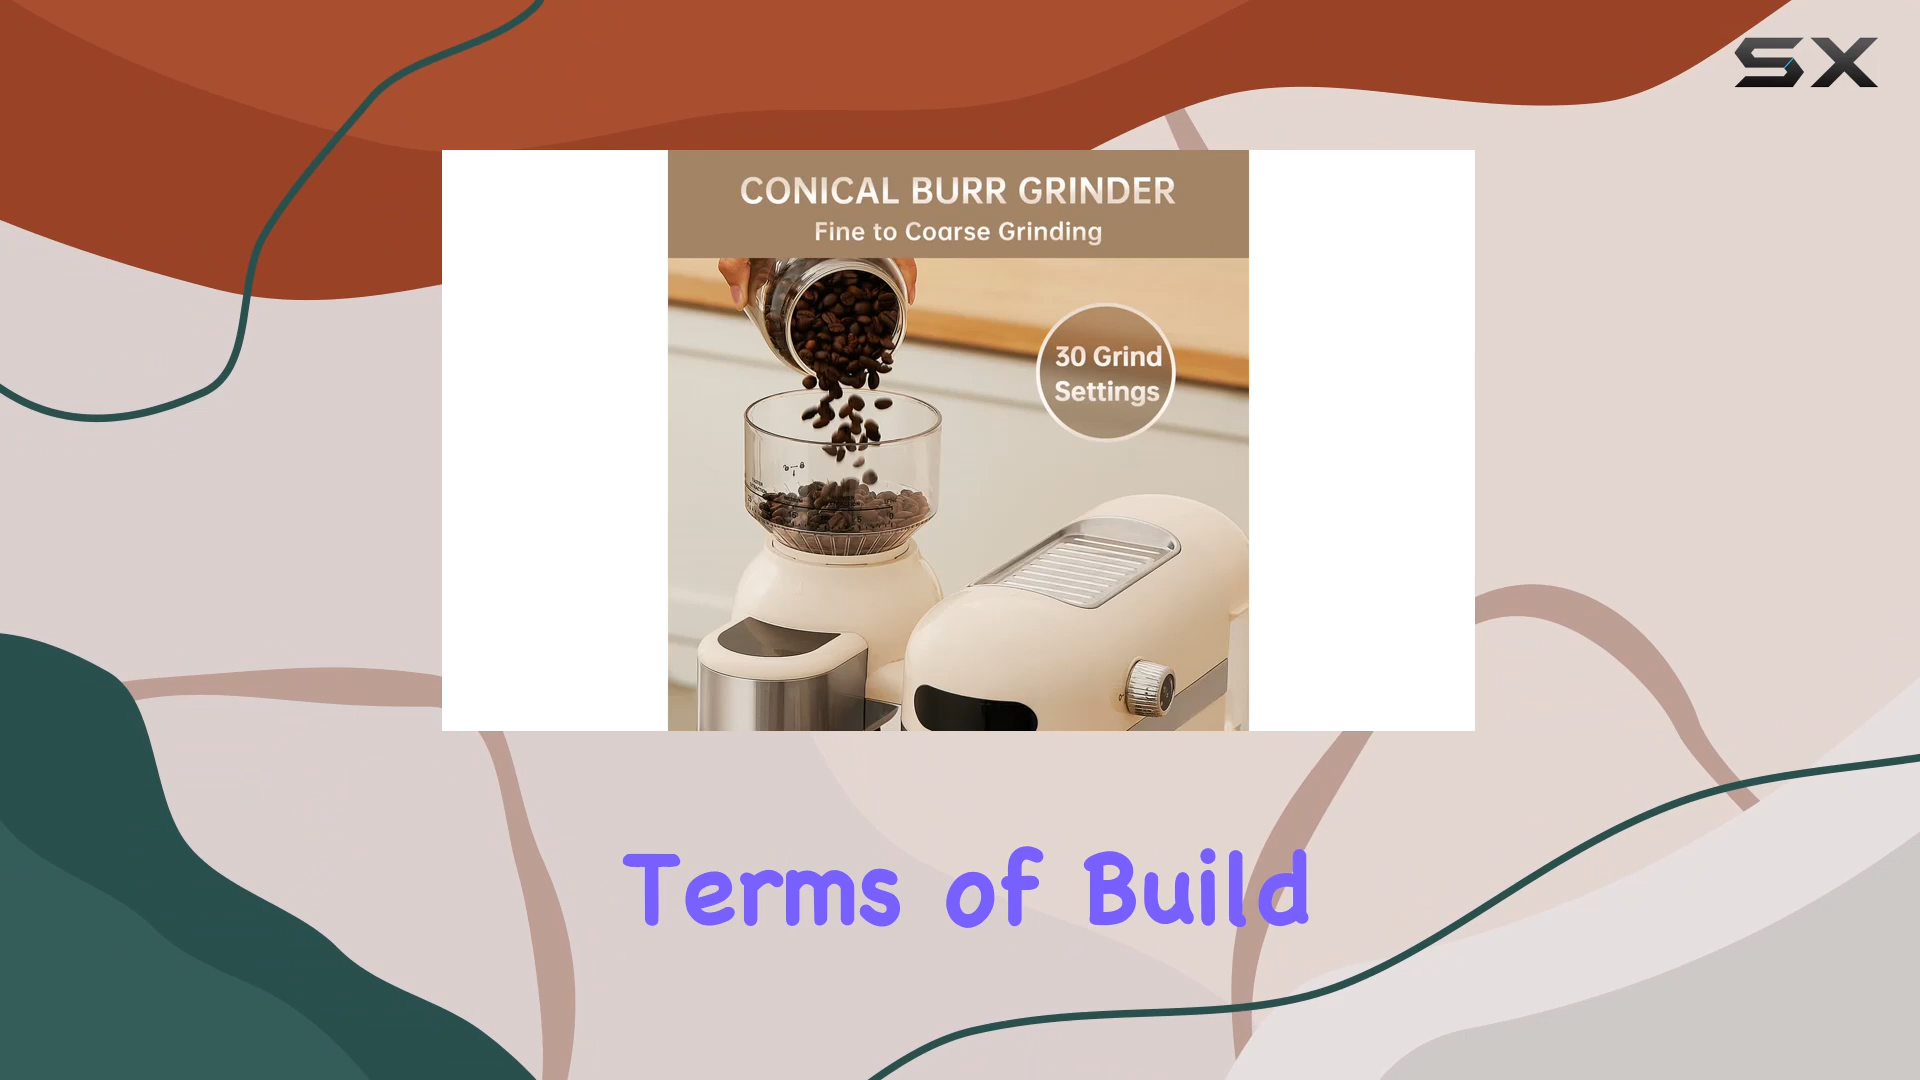 SX
CONICAL BURR GRINDER
Fine to Coarse Grinding
30 Grind
Settings
Terms of Build